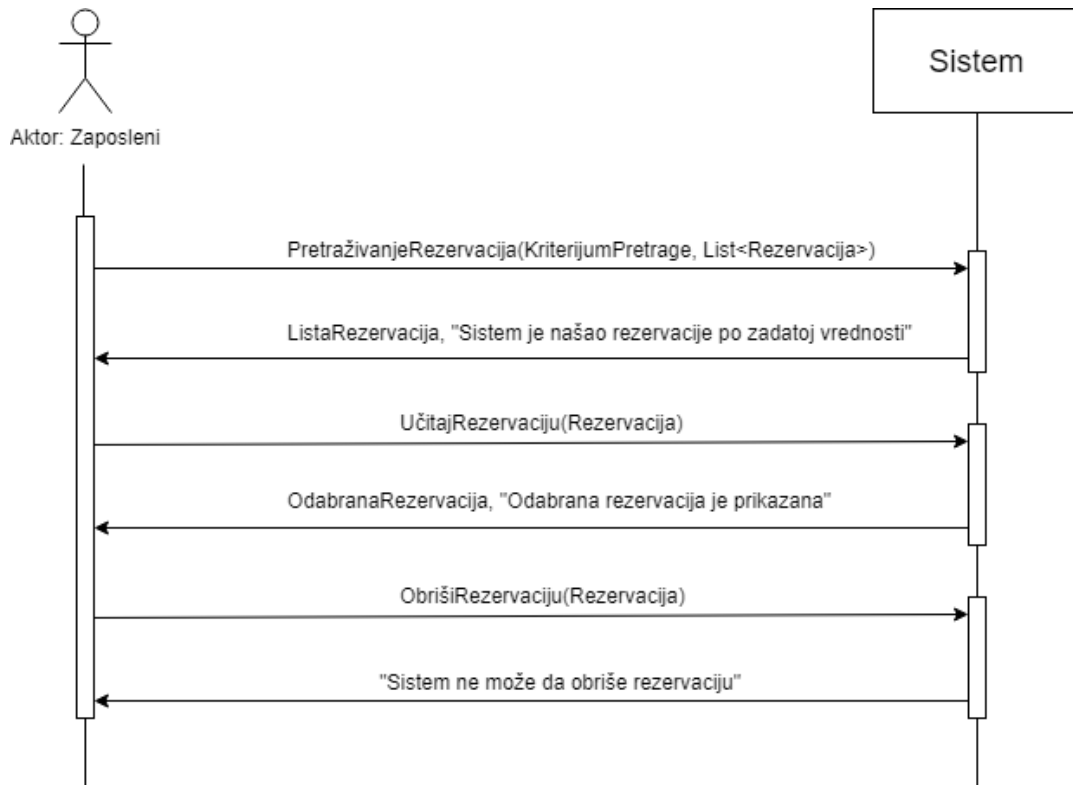 Sistem
Aktor: Zaposleni
PretraživanjeRezervacija(KriterijumPretrage, List<Rezervacija>)
ListaRezervacija, "Sistem je našao rezervacije po zadatoj vrednosti"
UčitajRezervaciju(Rezervacija)
OdabranaRezervacija, "Odabrana rezervacija je prikazana"
ObrišiRezervaciju(Rezervacija)
"Sistem ne može da obriše rezervaciju"